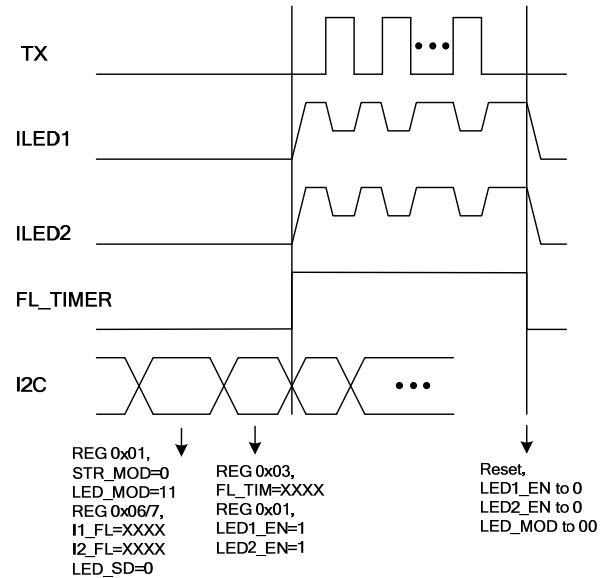 TX
ILED1
ILED2
FL_TIMER
I2C
REG 0x01,
STR_MOD=0
LED_MOD=11
REG 0x06/7,
I1_FL=XXXX
I2_FL=XXXX
LED_SD=0
REG 0x03,
FL_TIM=XXXX
REG 0x01,
LED1_EN=1
LED2_EN=1
Reset,
LED1_EN to 0
LED2_EN to 0
LED_MOD to 00